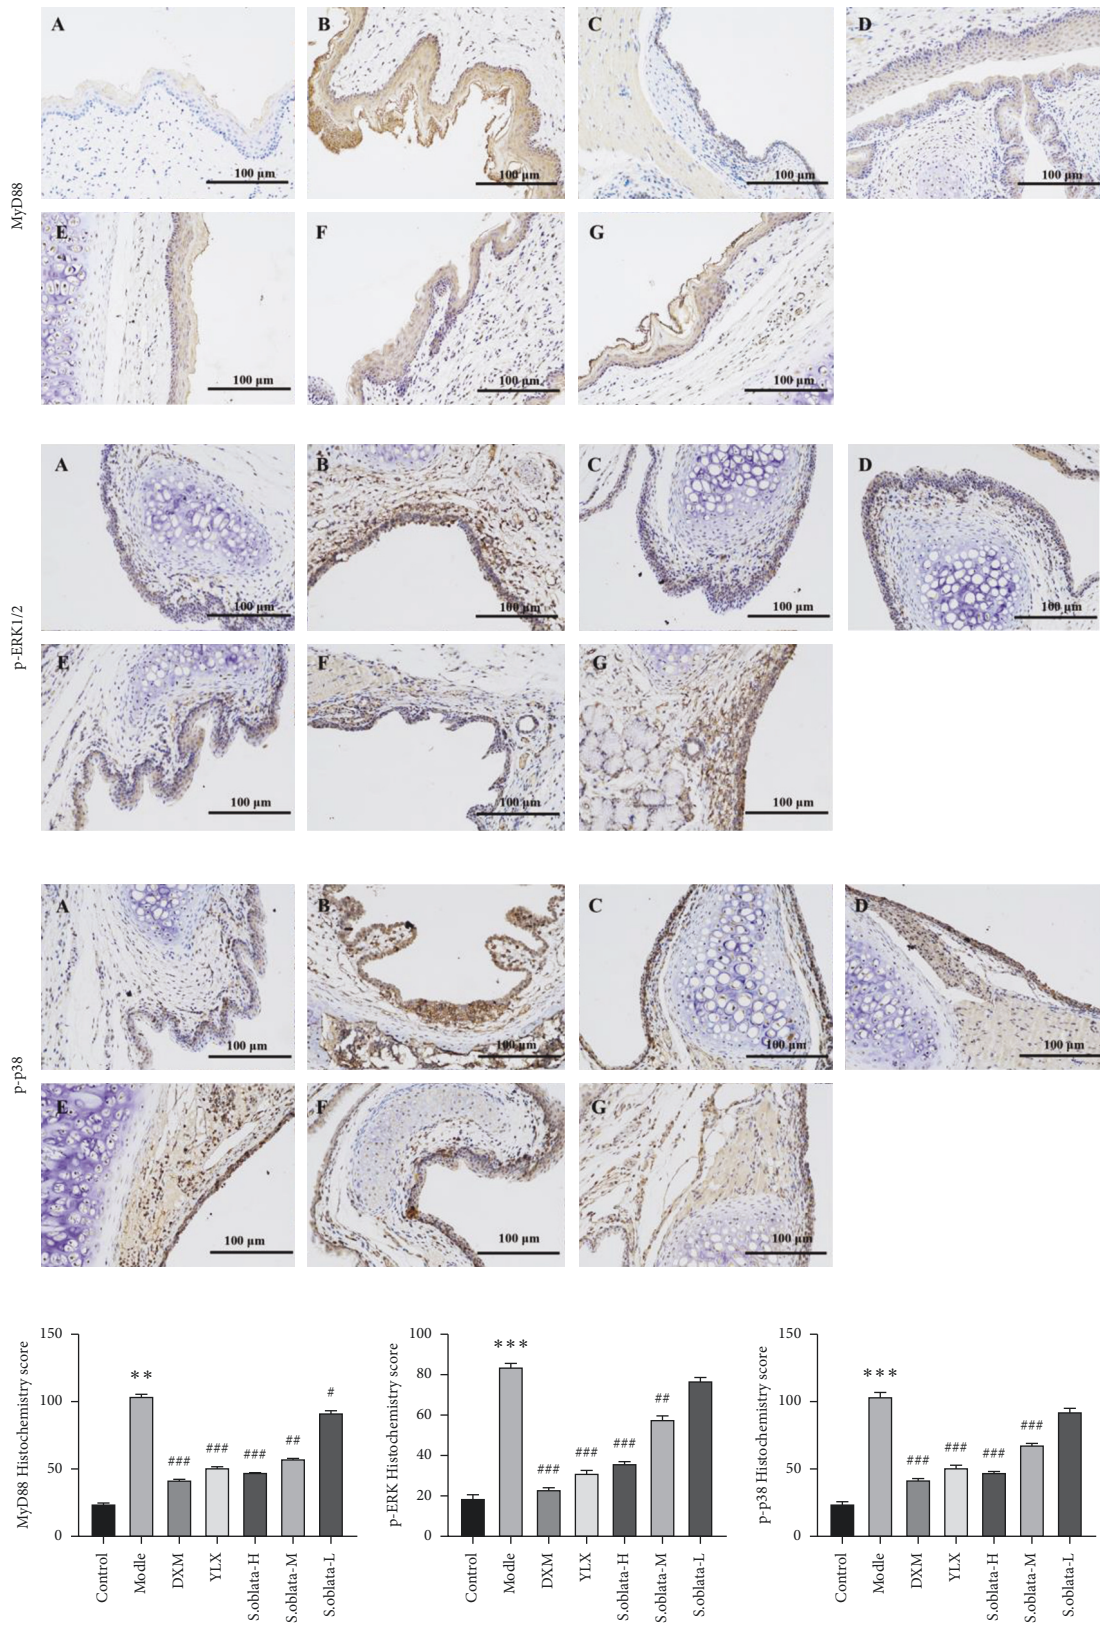 MyD88
A
B
C
D
100 µm
100 µm
100 µm
100 µm
E
F
G
100 µm
100 µm
100 µm
p-ERK1/2
A
B
C
D
100 µm
100 µm
100 µm
100 µm
E
F
G
100 µm
100 µm
100 µm
p-p38
A
B
C
D
100 µm
100 µm
100 µm
100 µm
E
F
G
100 µm
100 µm
100 µm
MyD88 Histochemistry score
150
100
50
0
**
###
###
###
##
#
Control
Modle
DXM
YLX
S.oblata-H
S.oblata-M
S.oblata-L
p-ERK Histochemistry score
100
80
60
40
20
0
***
###
###
###
##
Control
Modle
DXM
YLX
S.oblata-H
S.oblata-M
S.oblata-L
p-p38 Histochemistry score
150
100
50
0
***
###
###
###
###
Control
Modle
DXM
YLX
S.oblata-H
S.oblata-M
S.oblata-L